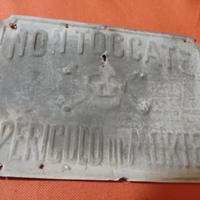 NON TOCCATE
PERICOLO DI MORTE